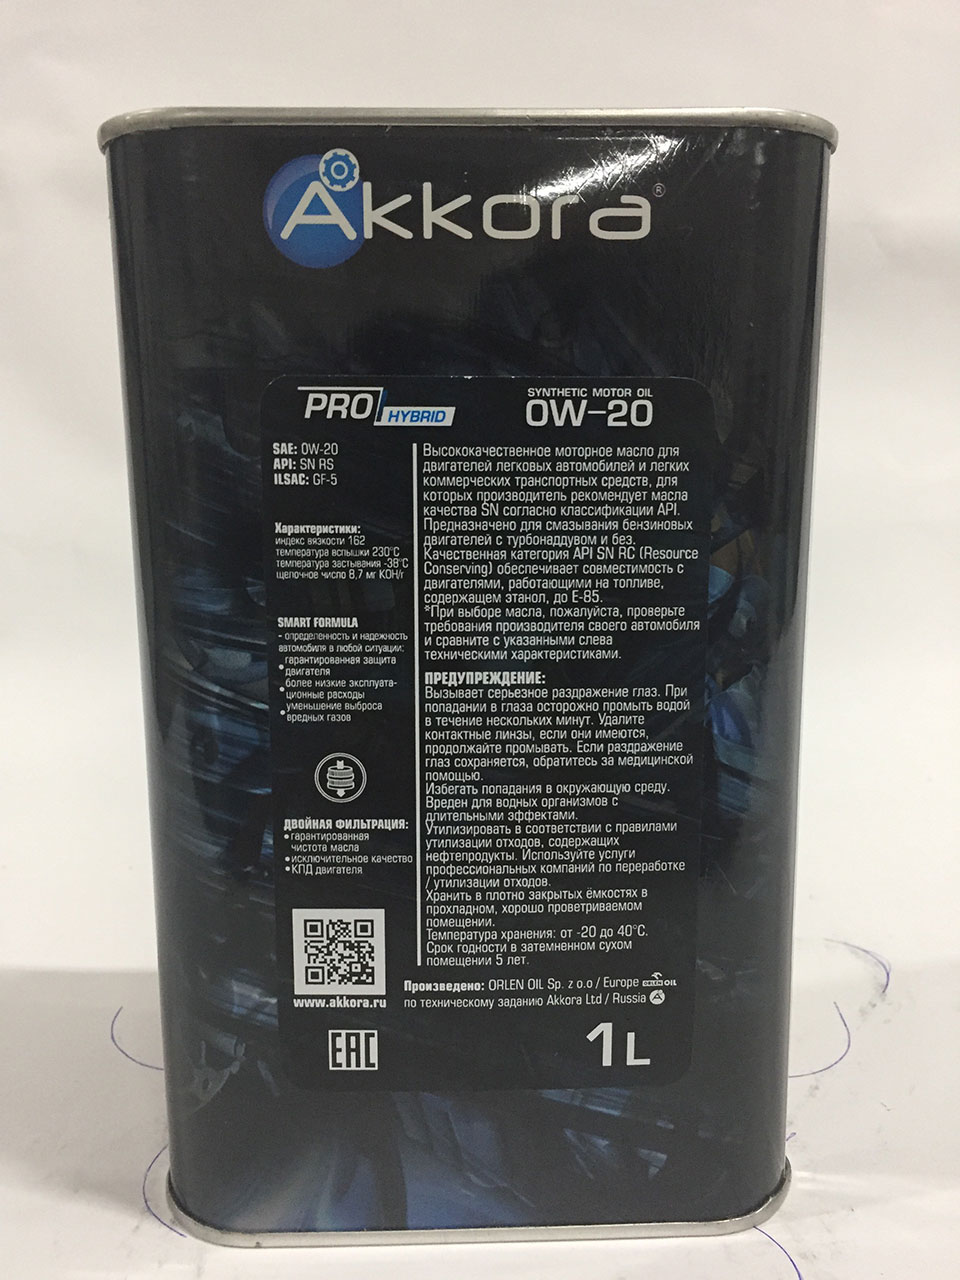 Akkora®
PRO HYBRID
SYNTHETIC MOTOR OIL
0W-20
SAE: 0W-20
API: SN RS
ILSAC: GF-5
Характеристики:
индекс вязкости 162
температура вспышки 230°C
температура застывания -38°C
щелочное число 8,7 мг KOH/г
SMART FORMULA
- определенность и надежность
автомобиля в любой ситуации:
• гарантированная защита
двигателя
• более низкие эксплуата-
ционные расходы
• уменьшение выброса
вредных газов
ДВОЙНАЯ ФИЛЬТРАЦИЯ:
• гарантированная
чистота масла
• исключительное качество
• КПД двигателя
www.akkora.ru
EAC
Высококачественное моторное масло для
двигателей легковых автомобилей и легких
коммерческих транспортных средств, для
которых производитель рекомендует масла
качества SN согласно классификации API.
Предназначено для смазывания бензиновых
двигателей с турбонаддувом и без.
Качественная категория API SN RC (Resource
Conserving) обеспечивает совместимость с
двигателями, работающими на топливе,
содержащем этанол, до E-85.
*При выборе масла, пожалуйста, проверьте
требования производителя своего автомобиля
и сравните с указанными слева
техническими характеристиками.
ПРЕДУПРЕЖДЕНИЕ:
Вызывает серьезное раздражение глаз. При
попадании в глаза осторожно промыть водой
в течение нескольких минут. Удалите
контактные линзы, если они имеются,
продолжайте промывать. Если раздражение
глаз сохраняется, обратитесь за медицинской
помощью.
Избегать попадания в окружающую среду.
Вреден для водных организмов с
длительными эффектами.
Утилизировать в соответствии с правилами
утилизации отходов, содержащих
нефтепродукты. Используйте услуги
профессиональных компаний по переработке
/ утилизации отходов.
Хранить в плотно закрытых ёмкостях в
прохладном, хорошо проветриваемом
помещении.
Температура хранения: от -20 до 40°C.
Срок годности в затемненном сухом
помещении 5 лет.
Произведено: ORLEN OIL Sp. z o.o / Europe ORLEN OIL
по техническому заданию Akkora Ltd / Russia
1L